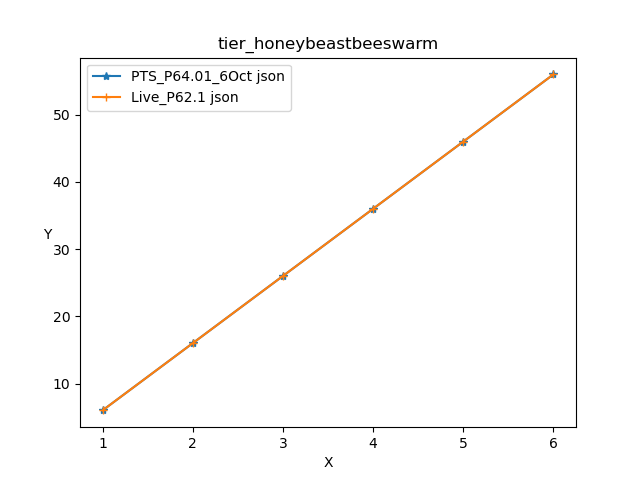 tier_honeybeastbeeswarm
PTS_P64.01_6Oct json
Live_P62.1 json
50
40
30
20
10
Y
1 2 3 4 5 6
X